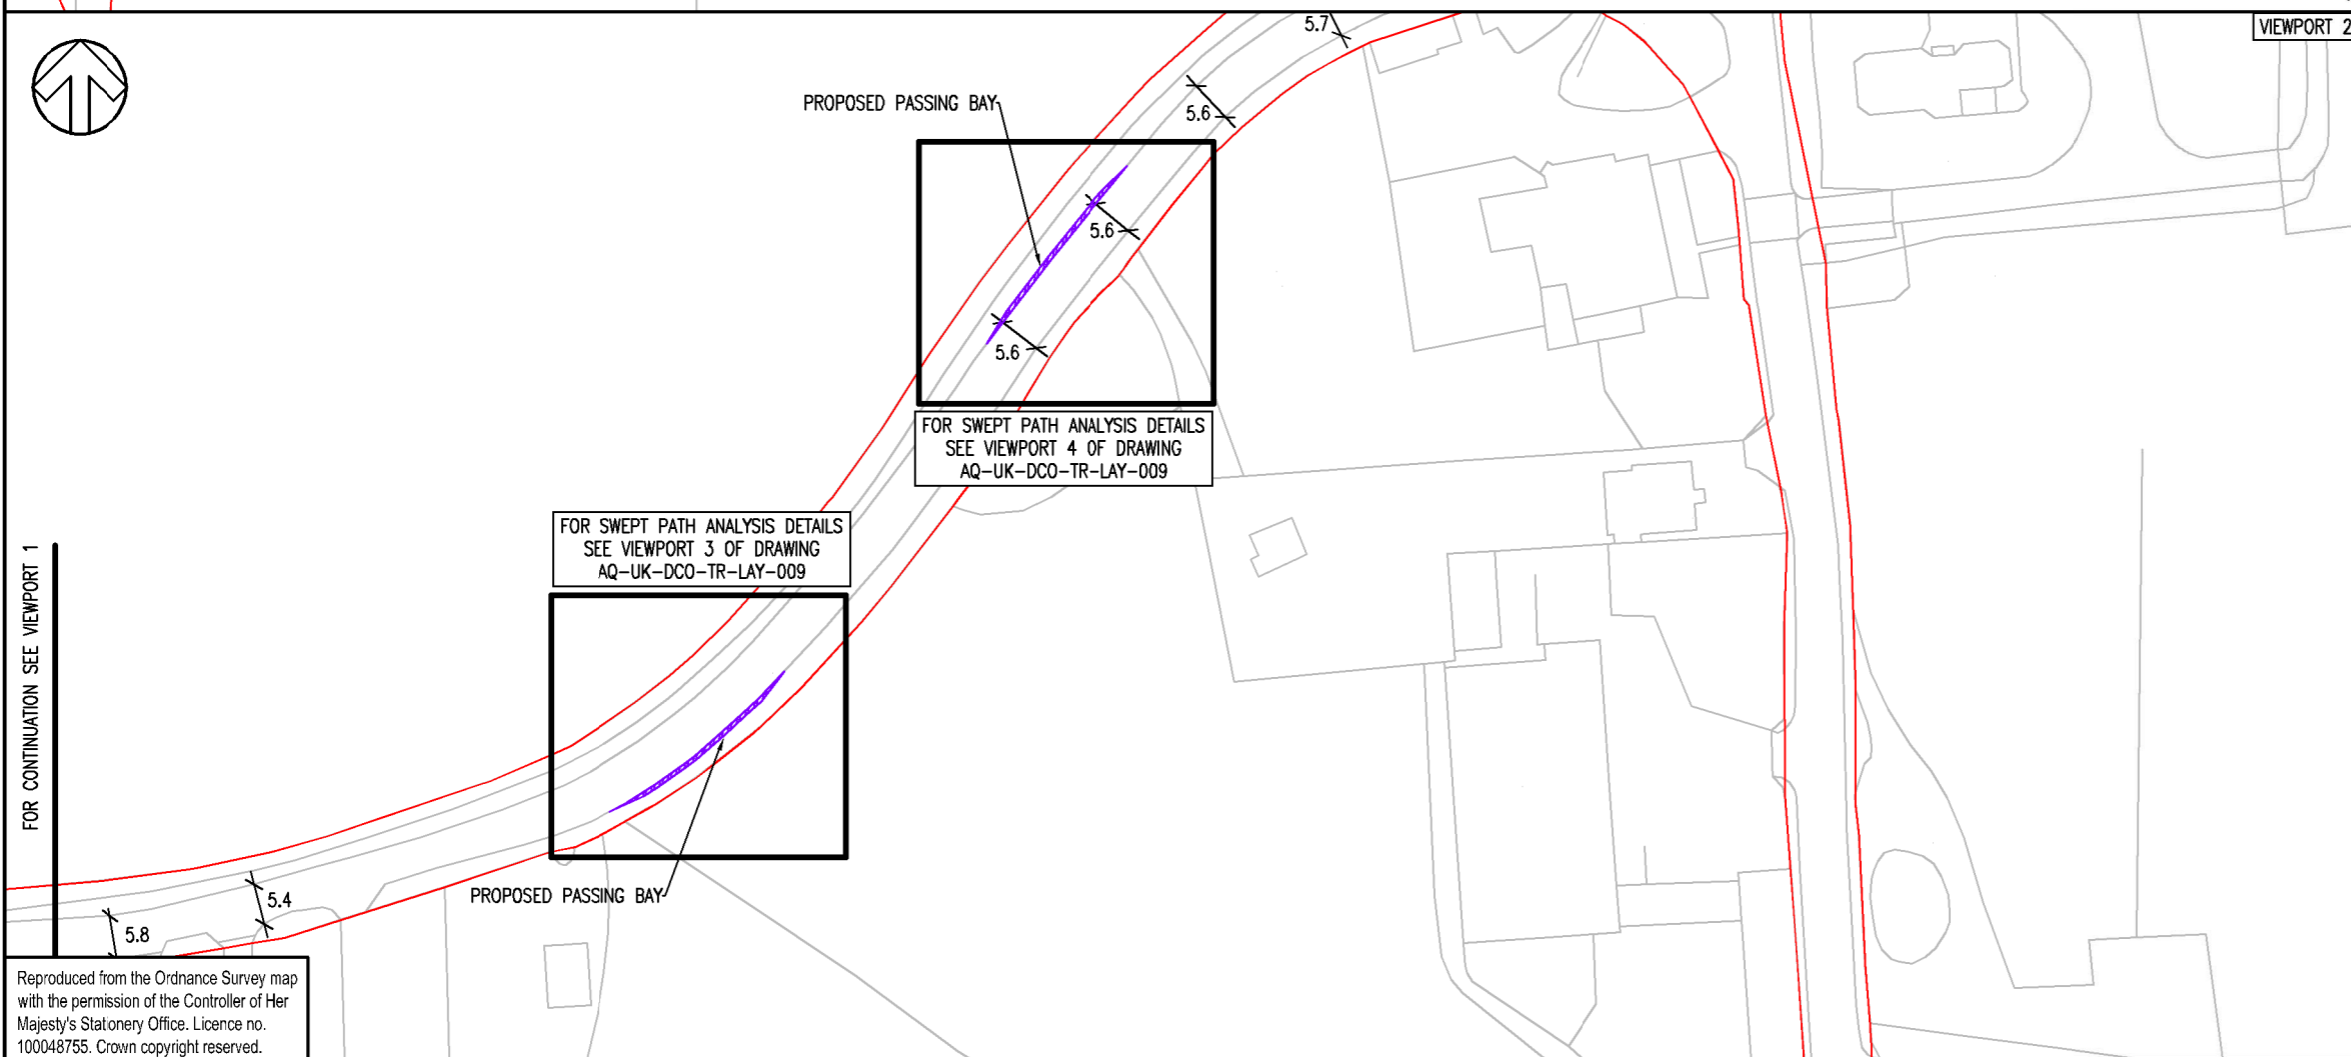 VIEWPORT 2
5.7
PROPOSED PASSING BAY
5.6
5.6
5.6
FOR SWEPT PATH ANALYSIS DETAILS
SEE VIEWPORT 4 OF DRAWING
AQ-UK-DCO-TR-LAY-009
FOR SWEPT PATH ANALYSIS DETAILS
SEE VIEWPORT 3 OF DRAWING
AQ-UK-DCO-TR-LAY-009
FOR CONTINUATION SEE VIEWPORT 1
PROPOSED PASSING BAY
5.4
5.8
Reproduced from the Ordnance Survey map
with the permission of the Controller of Her
Majesty's Stationery Office. Licence no.
100048755. Crown copyright reserved.